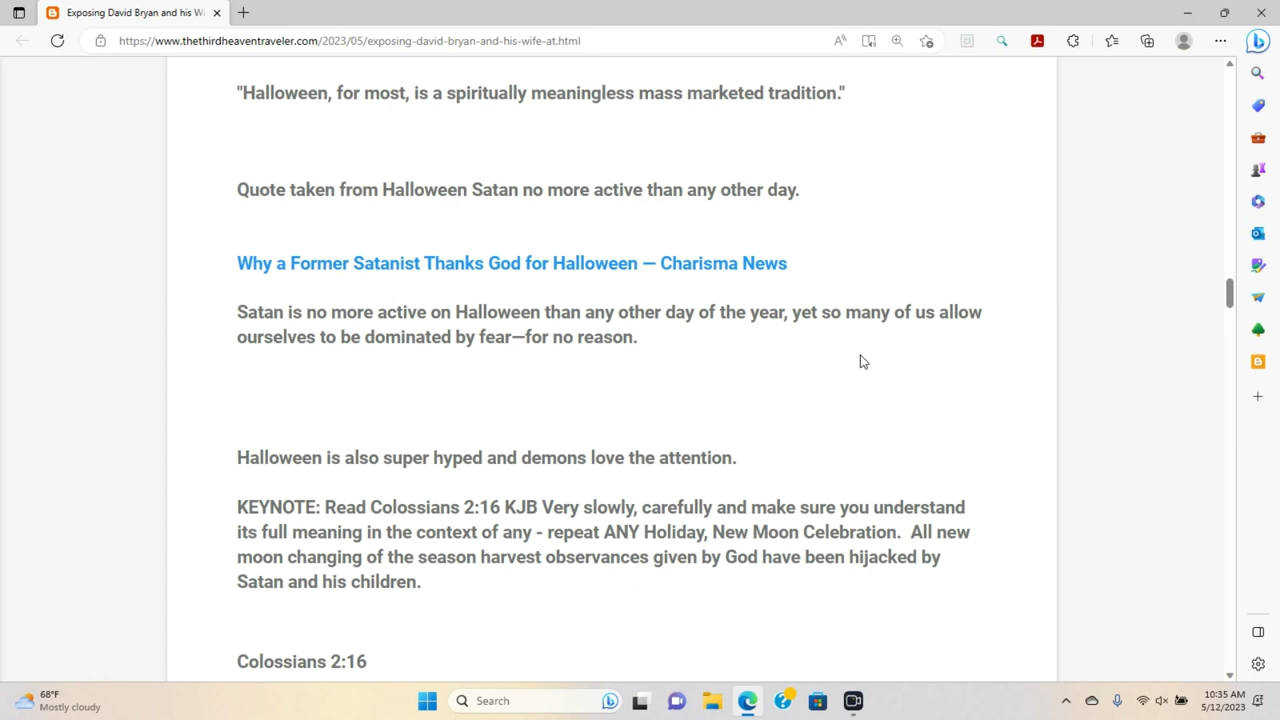 Exposing David Bryan and his Wi
https://www.thethirdheaventraveler.com/2023/05/exposing-david-bryan-and-his-wife-at.html
"Halloween, for most, is a spiritually meaningless mass marketed tradition."
Quote taken from Halloween Satan no more active than any other day.
Why a Former Satanist Thanks God for Halloween — Charisma News
Satan is no more active on Halloween than any other day of the year, yet so many of us allow
ourselves to be dominated by fear—for no reason.
Halloween is also super hyped and demons love the attention.
KEYNOTE: Read Colossians 2:16 KJB Very slowly, carefully and make sure you understand
its full meaning in the context of any - repeat ANY Holiday, New Moon Celebration.  All new
moon changing of the season harvest observances given by God have been hijacked by
Satan and his children.
Colossians 2:16
68°F
Mostly cloudy
Search
10:35 AM
5/12/2023